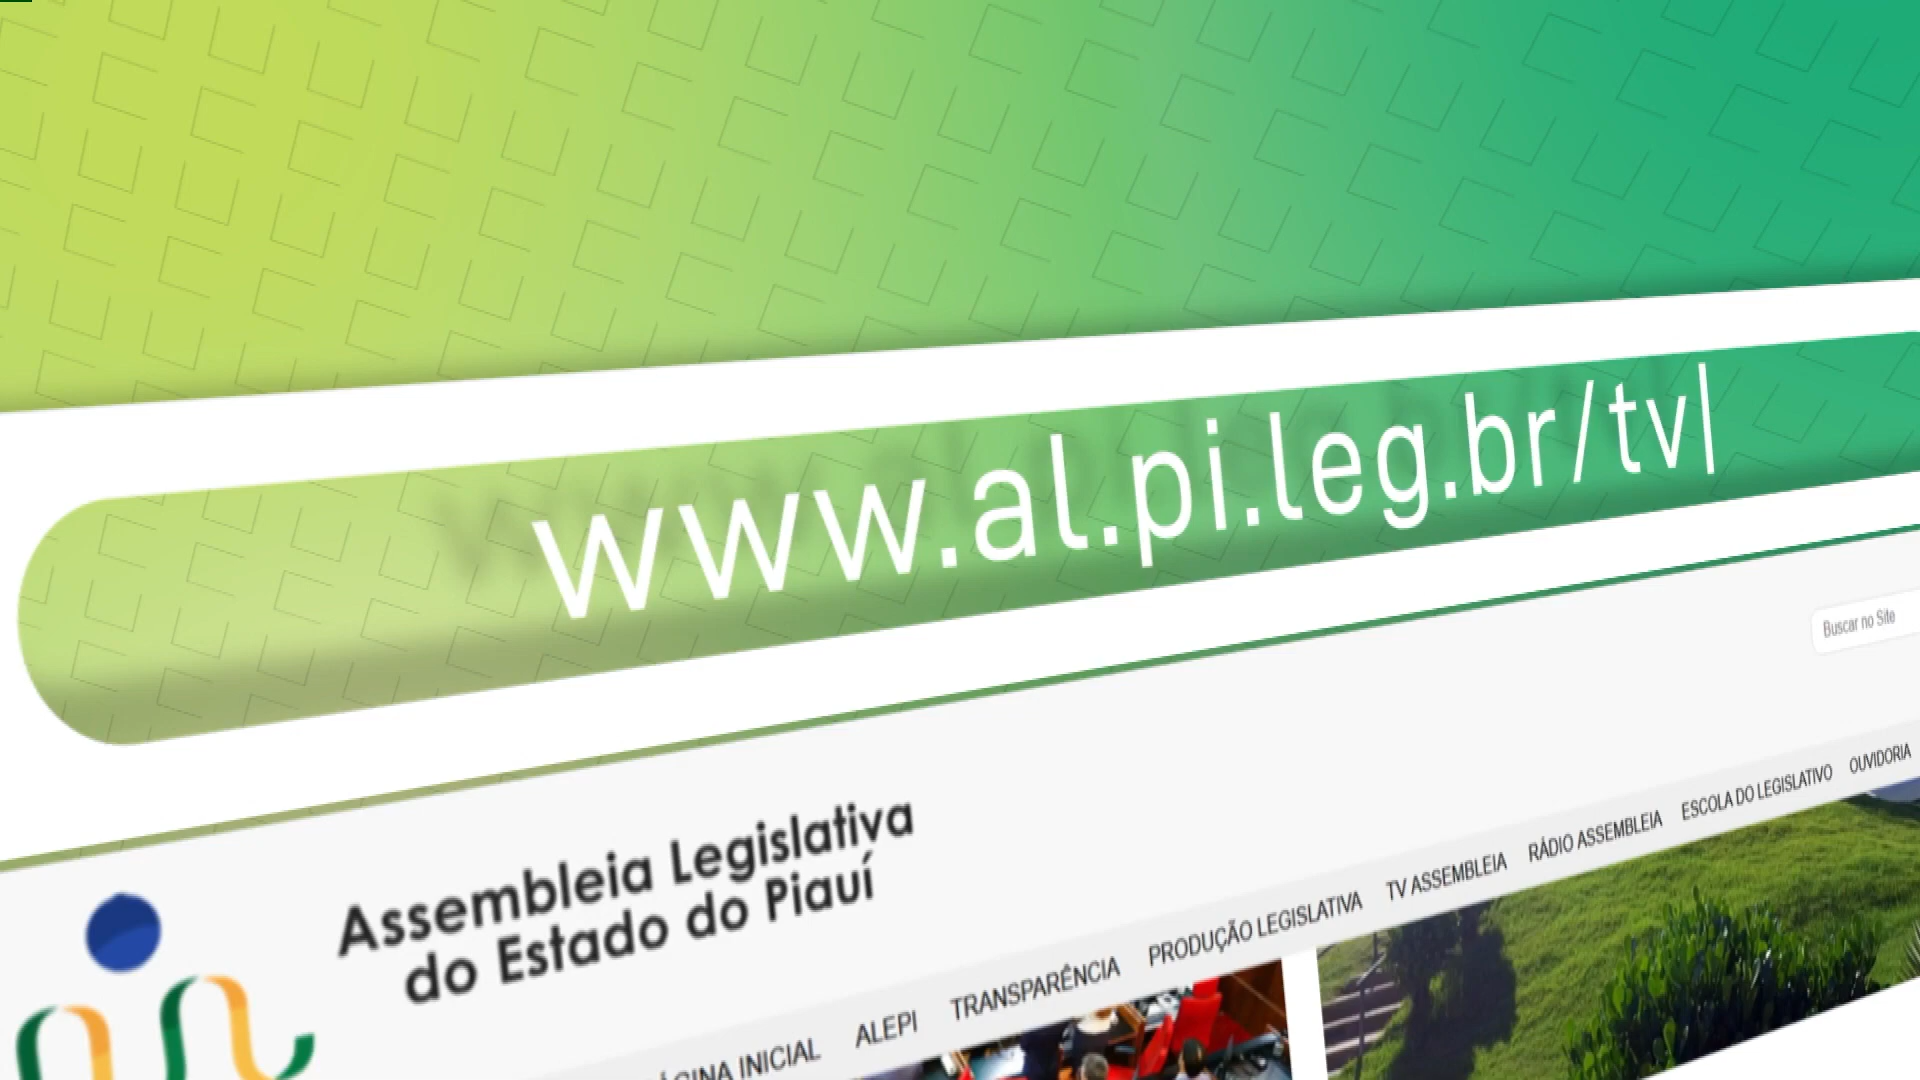 www.al.pi.leg.br/tv|
Buscar no Site
Assembleia Legislativa
do Estado do Piauí
INICIAL ALEPI TRANSPARÊNCIA PRODUÇÃO LEGISLATIVA TV ASSEMBLEIA RÁDIO ASSEMBLEIA ESCOLA DO LEGISLATIVO OUVIDORIA